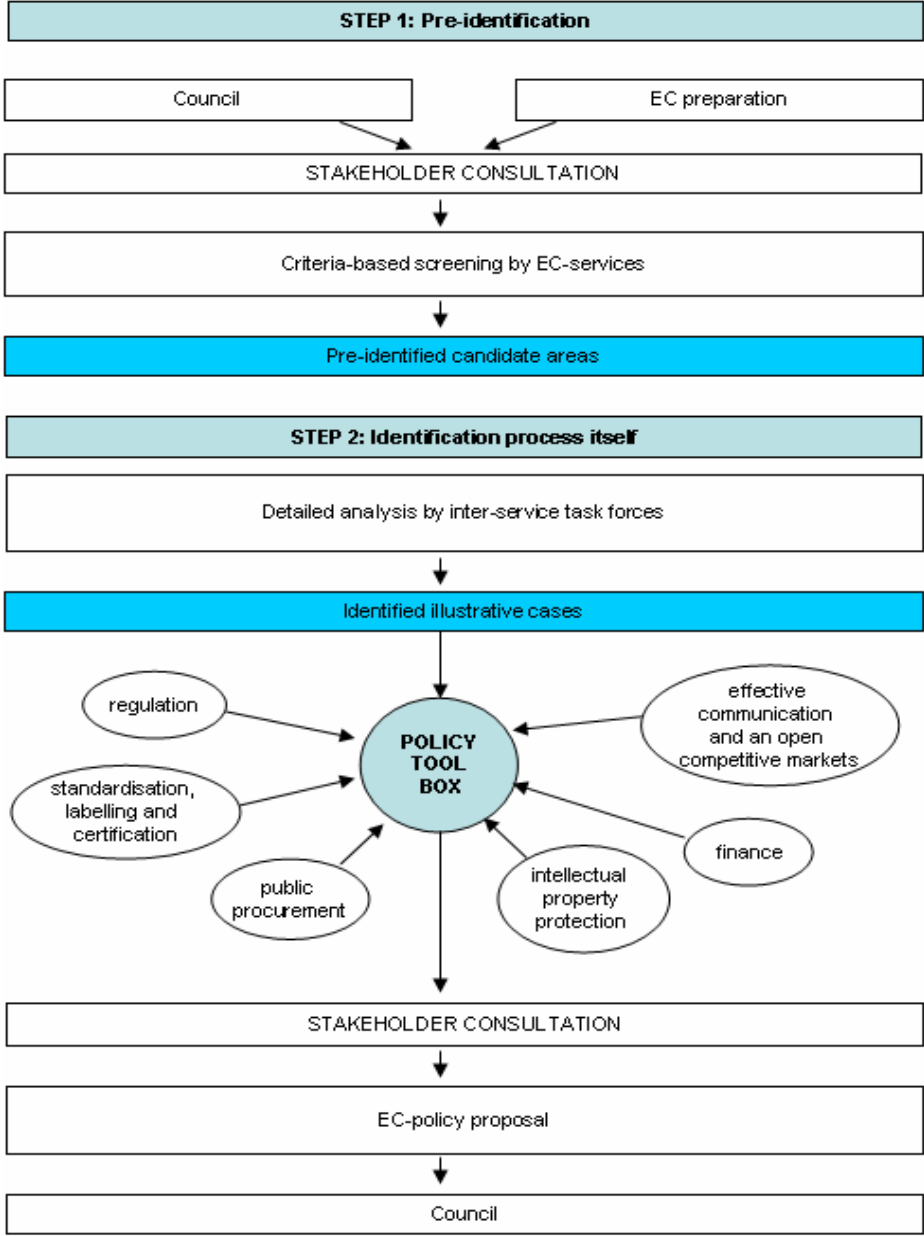 STEP 1: Pre-identification
Council
EC preparation
STAKEHOLDER CONSULTATION
Criteria-based screening by EC-services
Pre-identified candidate areas
STEP 2: Identification process itself
Detailed analysis by inter-service task forces
Identified illustrative cases
regulation
effective
communication
and an open
competitive markets
POLICY
TOOL
BOX
standardisation,
labelling and
certification
finance
public
procurement
intellectual
property
protection
STAKEHOLDER CONSULTATION
EC-policy proposal
Council